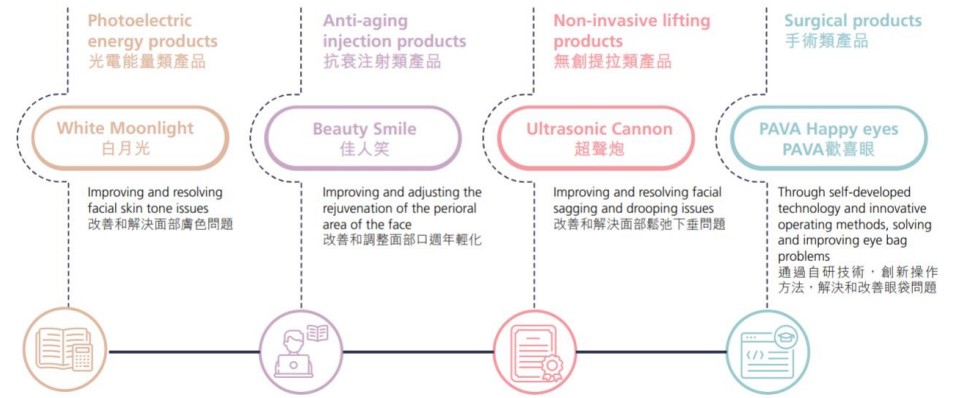 Photoelectric
energy products
光電能量類產品
White Moonlight
白月光
Improving and resolving
facial skin tone issues
改善和解決面部膚色問題
Anti-aging
injection products
抗衰注射類產品
Beauty Smile
佳人笑
Improving and adjusting the
rejuvenation of the perioral
area of the face
改善和調整面部口週年輕化
Non-invasive lifting
products
無創提拉類產品
Ultrasonic Cannon
超聲炮
Improving and resolving facial
sagging and drooping issues
改善和解決面部鬆弛下垂問題
Surgical products
手術類產品
PAVA Happy eyes
PAVA歡喜眼
Through self-developed
technology and innovative
operating methods, solving
and improving eye bag
problems
通過自研技術，創新操作
方法，解決和改善眼袋問題